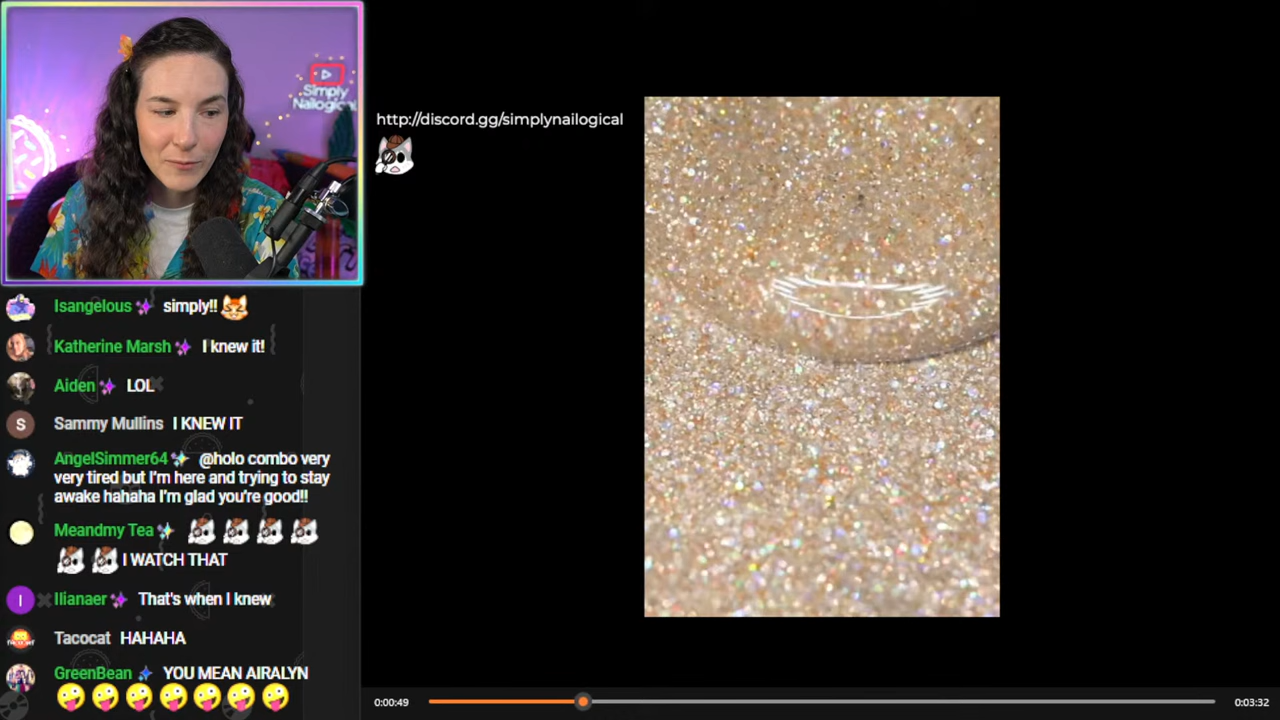 Simply
Nailogical
http://discord.gg/simplynailogical
Isangelous simply!!
Katherine Marsh I knew it!
Aiden LOL
S Sammy Mullins I KNEW IT
AngelSimmer64 @holo combo very
very tired but I'm here and trying to stay
awake hahaha I'm glad you're good!!
Meandmy Tea
I WATCH THAT
I Ilianaer That's when I knew
Tacocat HAHAHA
GreenBean YOU MEAN AIRALYN
0:00:49
0:03:32